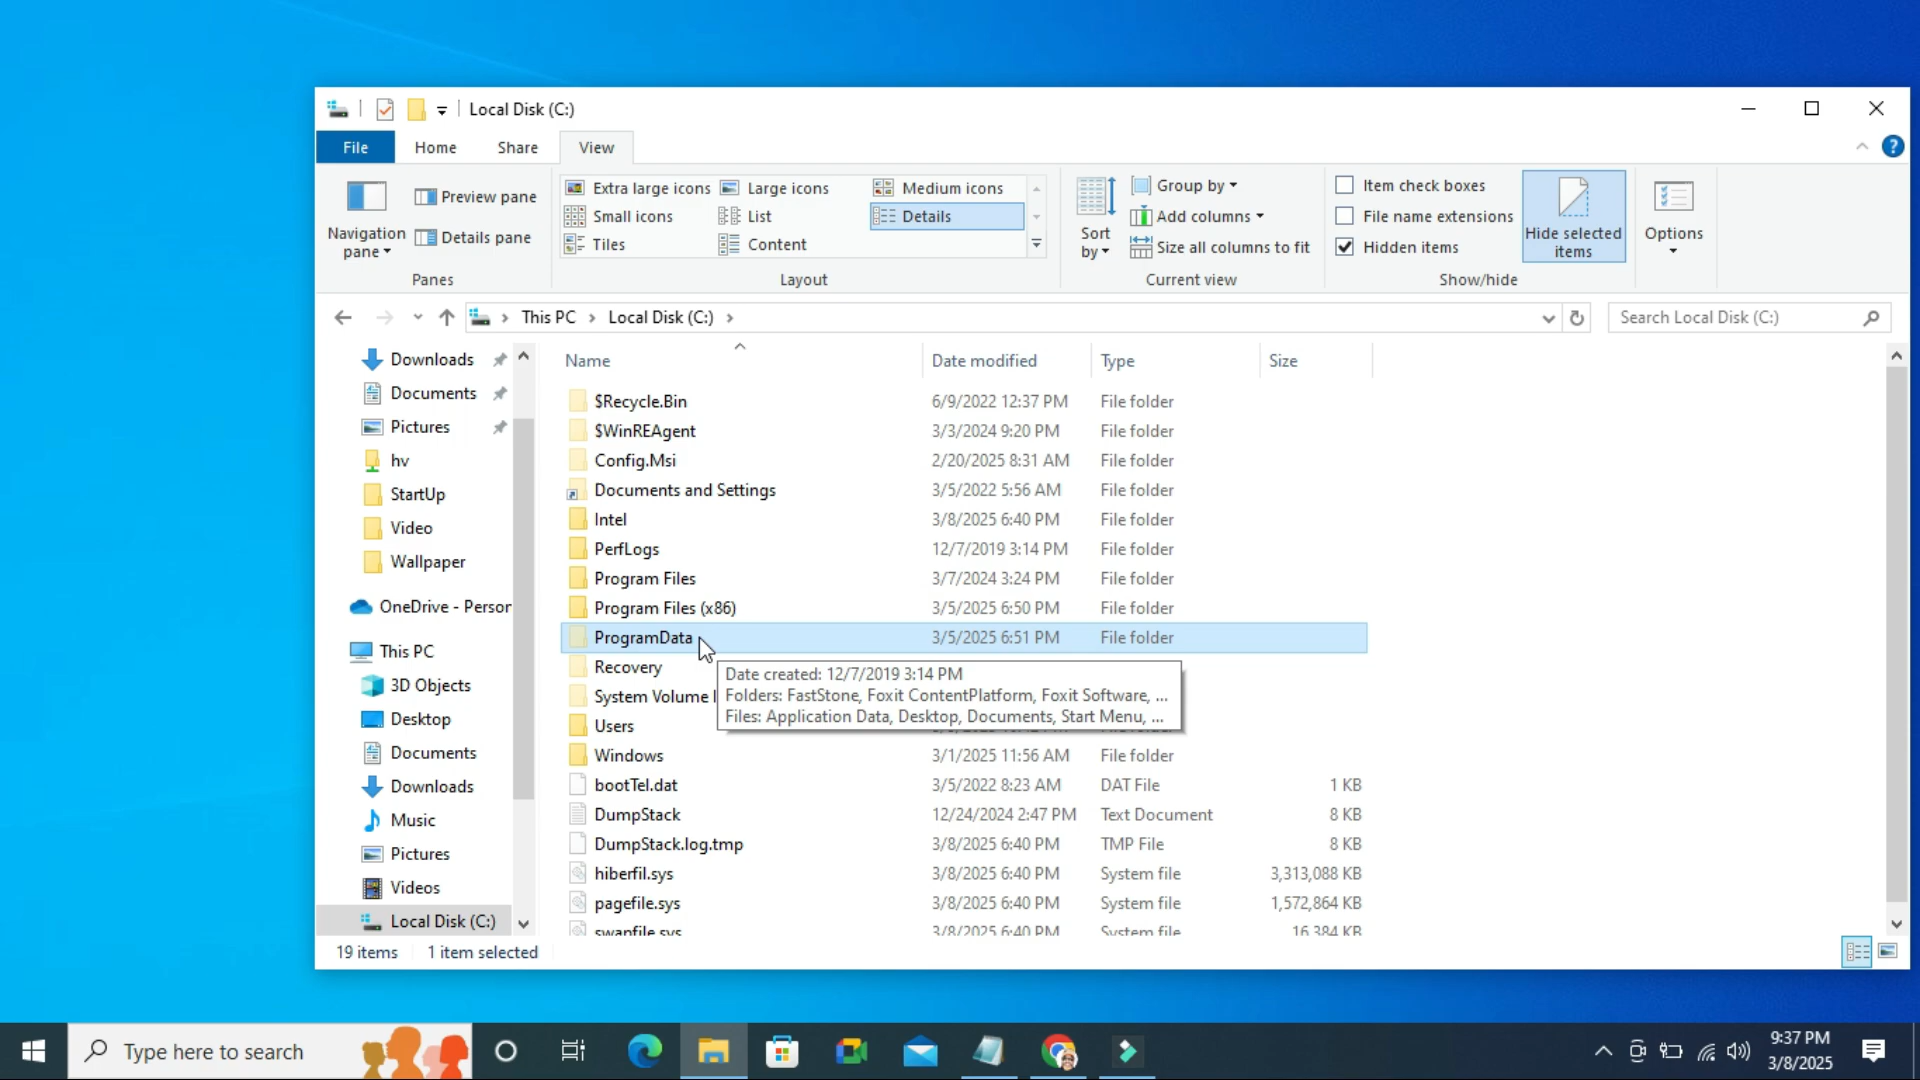 Local Disk (C:)
File Home Share View
Navigation pane
Preview pane
Details pane
Panes
Extra large icons Large icons Medium icons
Small icons List Details
Tiles Content
Layout
Sort by
Group by
Add columns
Size all columns to fit
Current view
Item check boxes
File name extensions
Hidden items
Hide selected items
Show/hide
Options
This PC Local Disk (C:)
Search Local Disk (C:)
Downloads
Documents
Pictures
hv
StartUp
Video
Wallpaper
OneDrive - Person
This PC
3D Objects
Desktop
Documents
Downloads
Music
Pictures
Videos
Local Disk (C:)
Name Date modified Type Size
$Recycle.Bin 6/9/2022 12:37 PM File folder
$WinREAgent 3/3/2024 9:20 PM File folder
Config.Msi 2/20/2025 8:31 AM File folder
Documents and Settings 3/5/2022 5:56 AM File folder
Intel 3/8/2025 6:40 PM File folder
PerfLogs 12/7/2019 3:14 PM File folder
Program Files 3/7/2024 3:24 PM File folder
Program Files (x86) 3/5/2025 6:50 PM File folder
ProgramData 3/5/2025 6:51 PM File folder
Recovery
System Volume I
Date created: 12/7/2019 3:14 PM
Folders: FastStone, Foxit ContentPlatform, Foxit Software, ...
Files: Application Data, Desktop, Documents, Start Menu, ...
Users
Windows 3/1/2025 11:56 AM File folder
bootTel.dat 3/5/2022 8:23 AM DAT File 1 KB
DumpStack 12/24/2024 2:47 PM Text Document 8 KB
DumpStack.log.tmp 3/8/2025 6:40 PM TMP File 8 KB
hiberfil.sys 3/8/2025 6:40 PM System file 3,313,088 KB
pagefile.sys 3/8/2025 6:40 PM System file 1,572,864 KB
swapfile.sys 3/8/2025 6:40 PM System file 16,384 KB
19 items 1 item selected
Type here to search
9:37 PM
3/8/2025